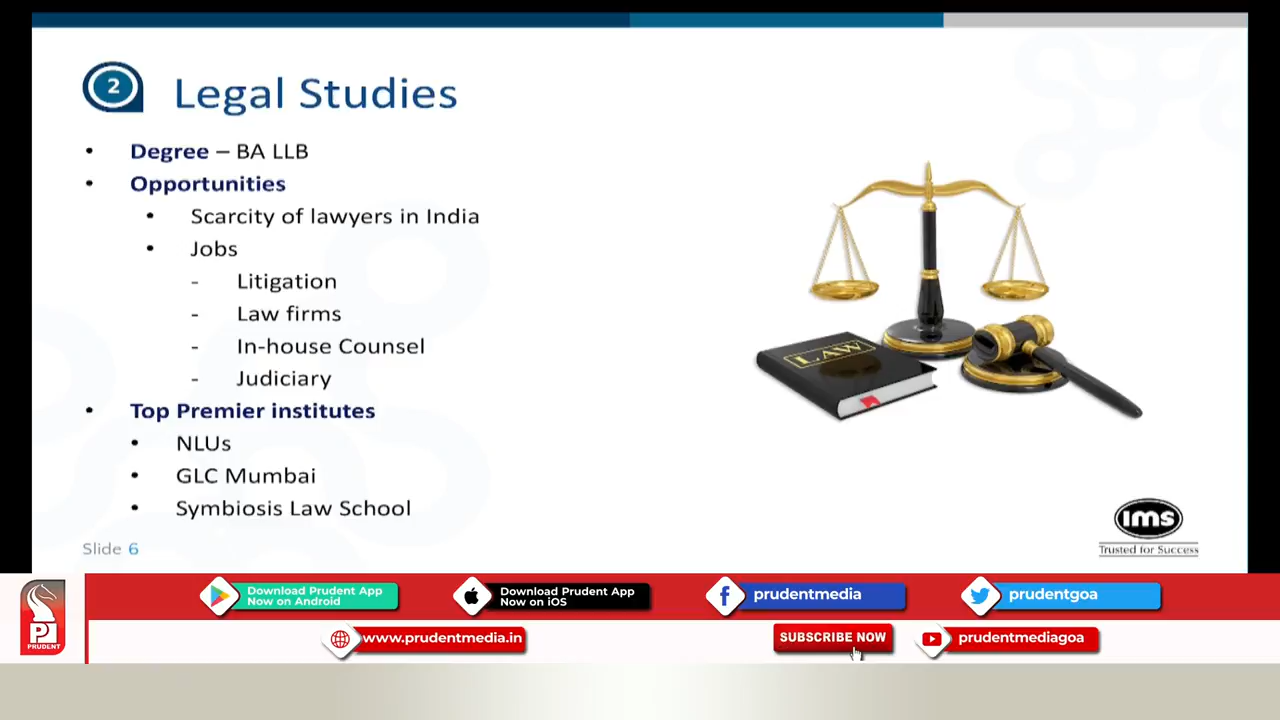 2
Legal Studies
• Degree – BA LLB
• Opportunities
• Scarcity of lawyers in India
• Jobs
- Litigation
- Law firms
- In-house Counsel
- Judiciary
• Top Premier institutes
• NLUs
• GLC Mumbai
• Symbiosis Law School
LAW
Slide 6
ims
Trusted for Success
PRUDENT
Download Prudent App
Now on Android
Download Prudent App
Now on iOS
prudentmedia
prudentgoa
www.prudentmedia.in
SUBSCRIBE NOW
prudentmediagoa